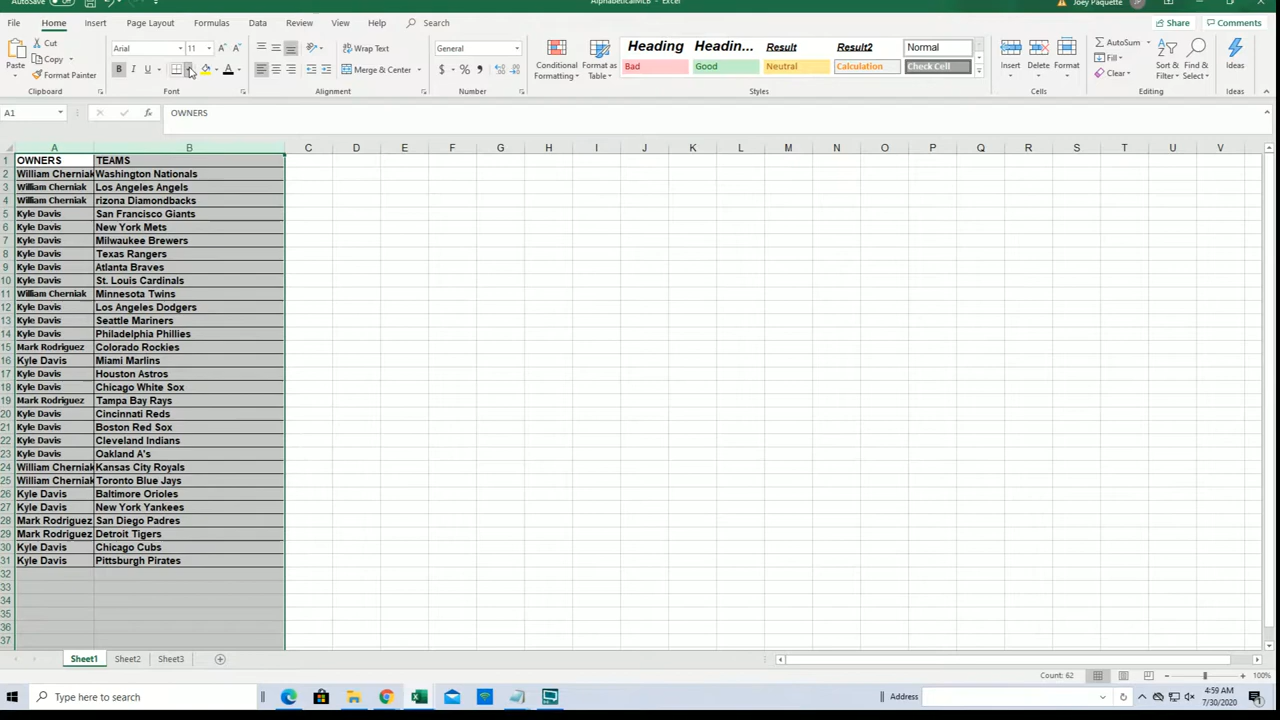 AutoSave Off AlphabeticalMLB - Excel Joey Paquette JP
File Home Insert Page Layout Formulas Data Review View Help Search Share Comments
Paste Cut Copy Format Painter Clipboard
Arial 11 A A B I U A Font
Wrap Text Merge & Center Alignment
General $ % Number
Conditional Formatting Format as Table
Heading Headin... Result Result2 Normal
Bad Good Neutral Calculation Check Cell
Styles
Insert Delete Format Cells
AutoSum Fill Clear Sort & Filter Find & Select Editing
Ideas Ideas
A1 fx OWNERS
A B C D E F G H I J K L M N O P Q R S T U V
1 OWNERS TEAMS
2 William Cherniak Washington Nationals
3 William Cherniak Los Angeles Angels
4 William Cherniak rizona Diamondbacks
5 Kyle Davis San Francisco Giants
6 Kyle Davis New York Mets
7 Kyle Davis Milwaukee Brewers
8 Kyle Davis Texas Rangers
9 Kyle Davis Atlanta Braves
10 Kyle Davis St. Louis Cardinals
11 William Cherniak Minnesota Twins
12 Kyle Davis Los Angeles Dodgers
13 Kyle Davis Seattle Mariners
14 Kyle Davis Philadelphia Phillies
15 Mark Rodriguez Colorado Rockies
16 Kyle Davis Miami Marlins
17 Kyle Davis Houston Astros
18 Kyle Davis Chicago White Sox
19 Mark Rodriguez Tampa Bay Rays
20 Kyle Davis Cincinnati Reds
21 Kyle Davis Boston Red Sox
22 Kyle Davis Cleveland Indians
23 Kyle Davis Oakland A's
24 William Cherniak Kansas City Royals
25 William Cherniak Toronto Blue Jays
26 Kyle Davis Baltimore Orioles
27 Kyle Davis New York Yankees
28 Mark Rodriguez San Diego Padres
29 Mark Rodriguez Detroit Tigers
30 Kyle Davis Chicago Cubs
31 Kyle Davis Pittsburgh Pirates
32
33
34
35
36
37
Sheet1 Sheet2 Sheet3
Count: 62 100%
Type here to search Address 4:59 AM
7/30/2020